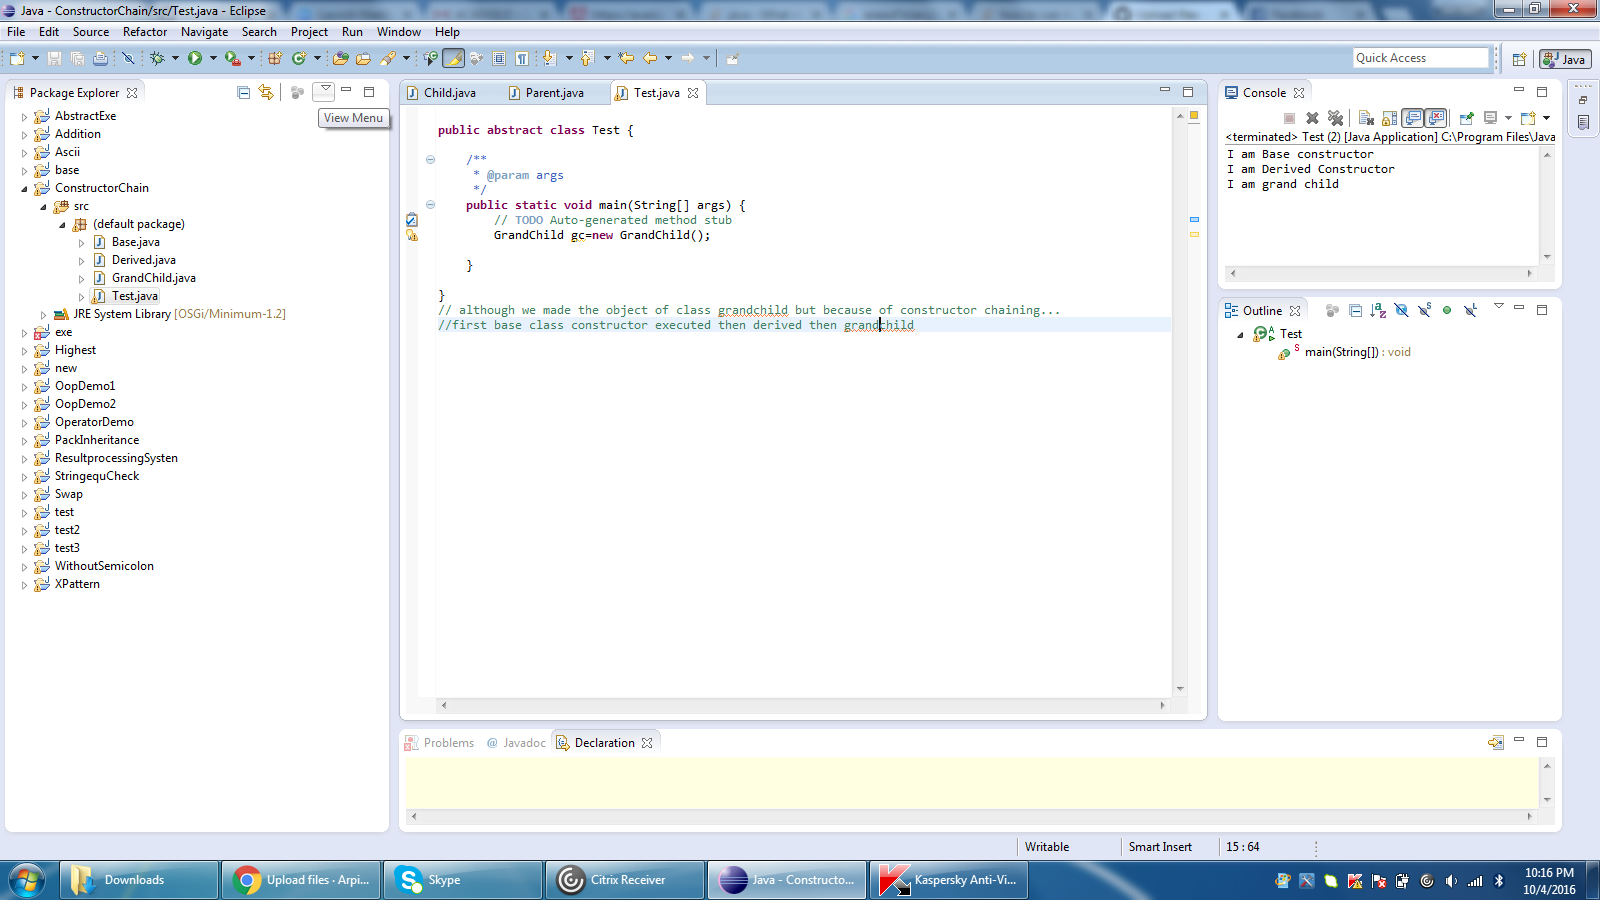 Java - ConstructorChain/src/Test.java - Eclipse
File Edit Source Refactor Navigate Search Project Run Window Help
Quick Access
Java
Package Explorer
View Menu
AbstractExe
Addition
Ascii
base
ConstructorChain
src
(default package)
Base.java
Derived.java
GrandChild.java
Test.java
JRE System Library [OSGi/Minimum-1.2]
exe
Highest
new
OopDemo1
OopDemo2
OperatorDemo
PackInheritance
ResultprocessingSysten
StringequCheck
Swap
test
test2
test3
WithoutSemicolon
XPattern
Child.java Parent.java Test.java
public abstract class Test {
/**
* @param args
*/
public static void main(String[] args) {
// TODO Auto-generated method stub
GrandChild gc=new GrandChild();
}
}
// although we made the object of class grandchild but because of constructor chaining...
//first base class constructor executed then derived then grandchild
Console
<terminated> Test (2) [Java Application] C:\Program Files\Java
I am Base constructor
I am Derived Constructor
I am grand child
Outline
Test
main(String[]) : void
Problems @ Javadoc Declaration
Writable Smart Insert 15 : 64
Downloads
Upload files · Arpi...
Skype
Citrix Receiver
Java - Constructo...
Kaspersky Anti-Vi...
10:16 PM
10/4/2016